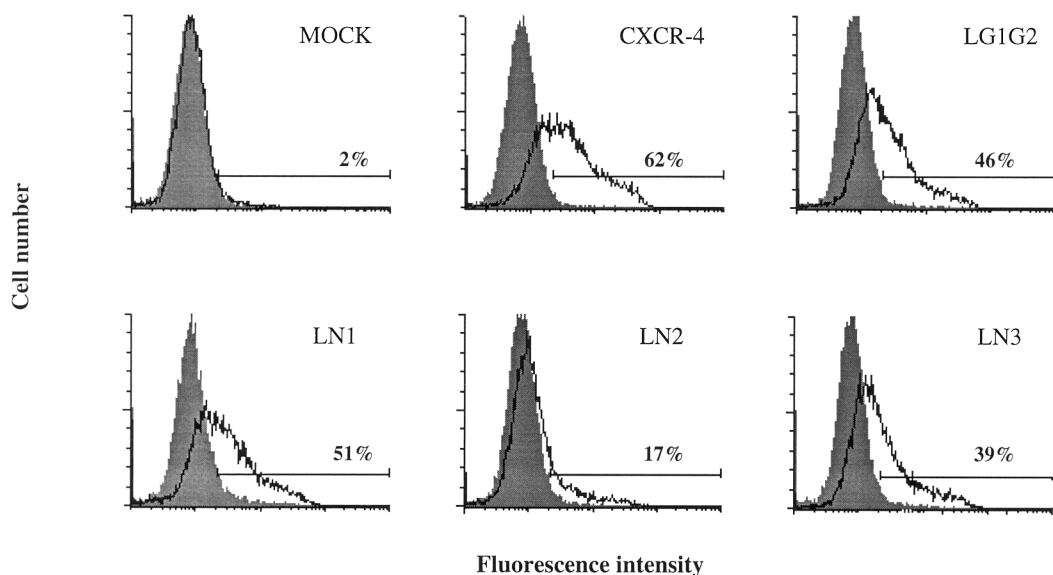 MOCK
2%
CXCR-4
62%
LG1G2
46%
Cell number
LN1
51%
LN2
17%
LN3
39%
Fluorescence intensity